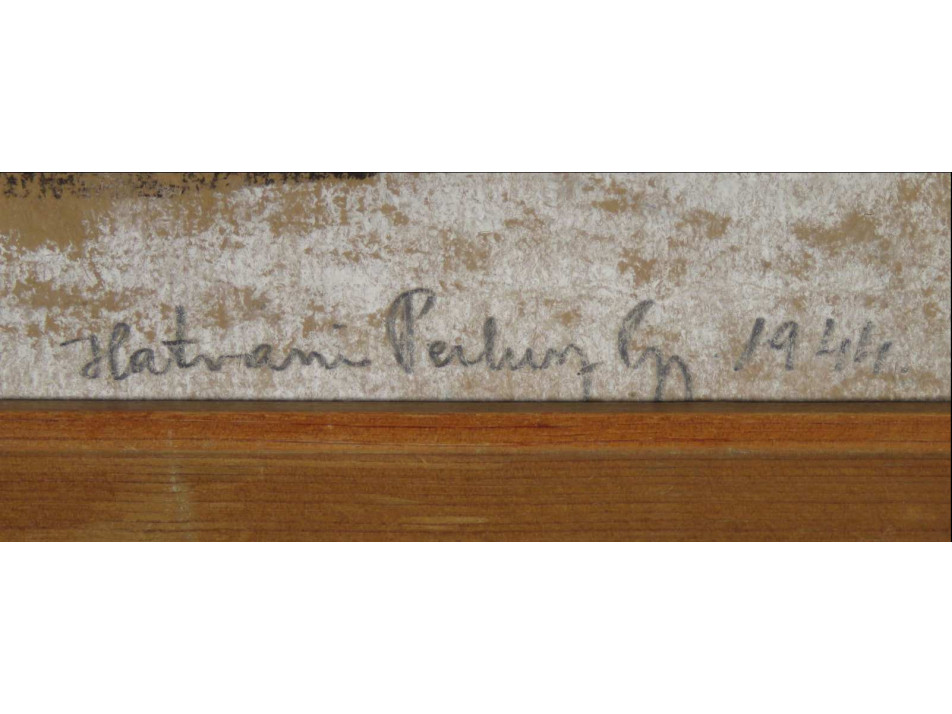 Hatvani Perlusz Gy. 1944.